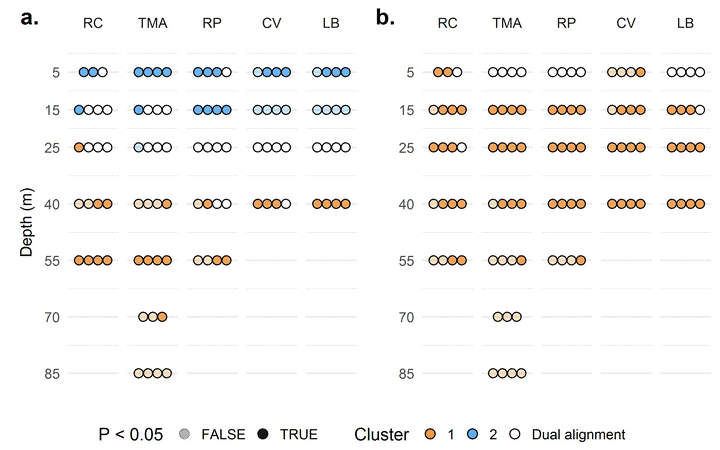 a. RC TMA RP CV LB
b. RC TMA RP CV LB
Depth (m)
5 5
15 15
25 25
40 40
55 55
70 70
85 85
P < 0.05 FALSE TRUE Cluster 1 2 Dual alignment